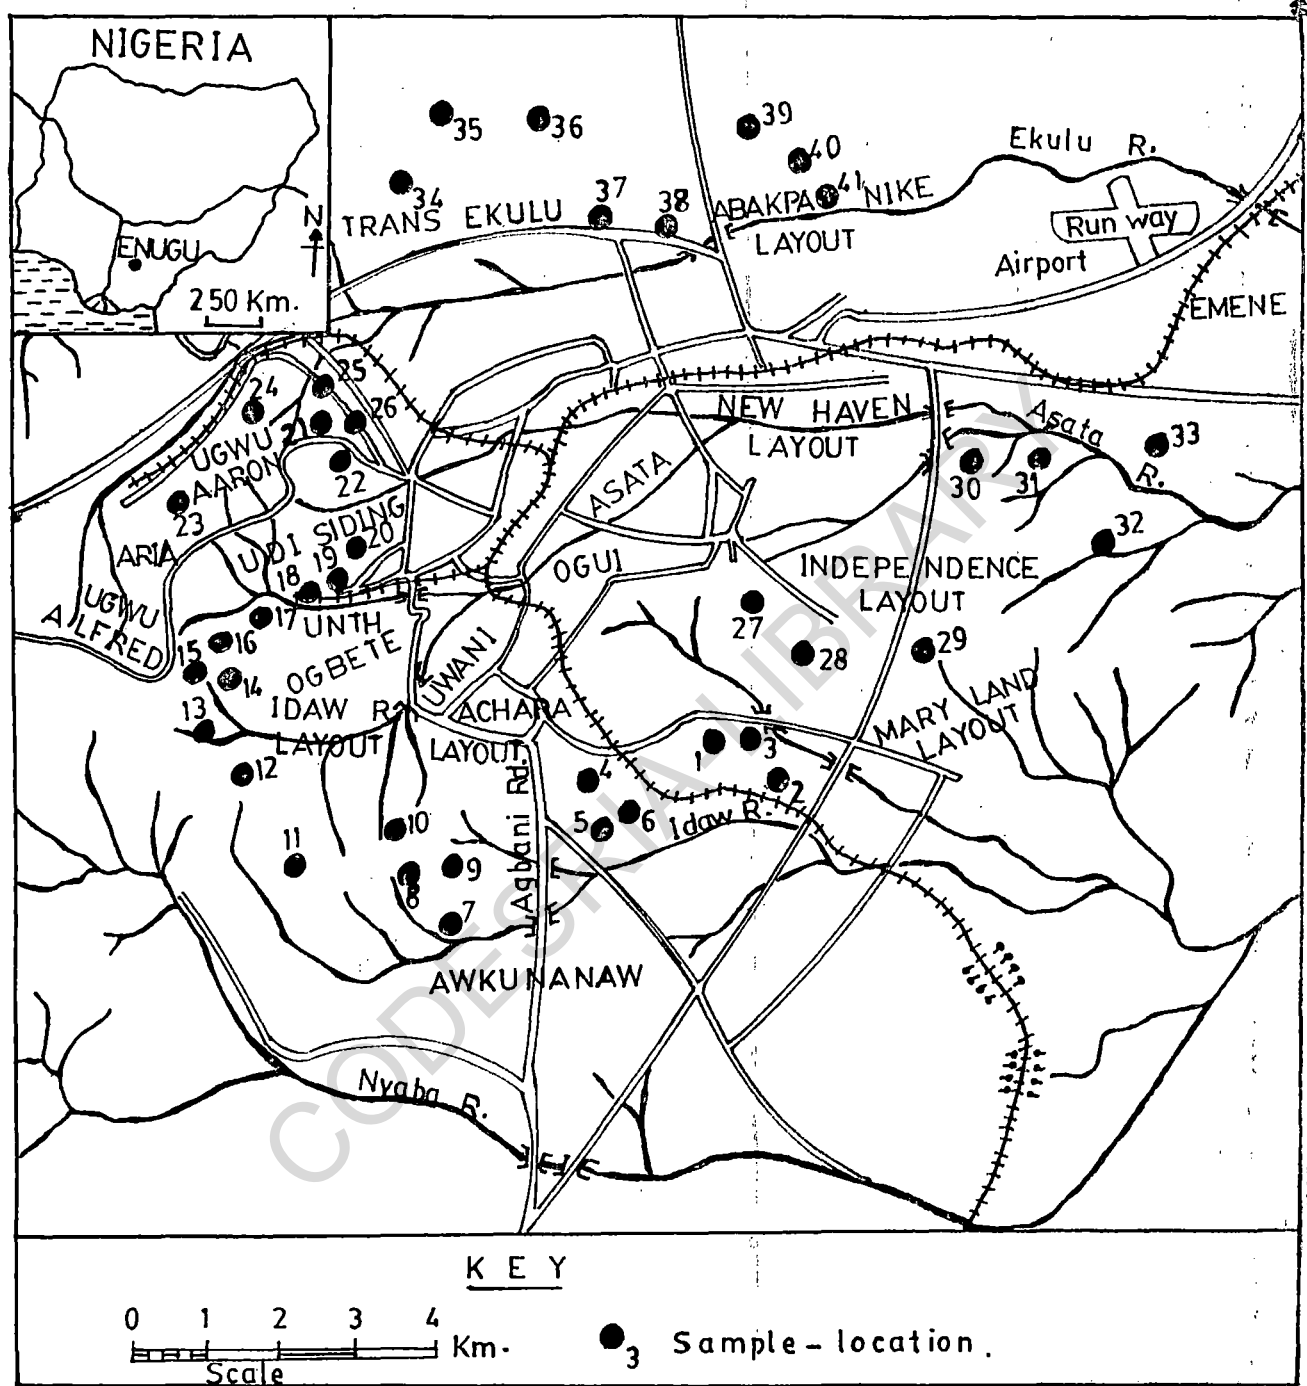 NIGERIA
N
ENUGU
250 Km.
35
36
39
40
34
37
38
41
TRANS EKULU
ABAKPA NIKE
LAYOUT
Ekulu R.
Run way
Airport
EMENE
25
24
21
26
UGWU
AARON
22
23
NEW HAVEN
LAYOUT
Asata
R.
33
30
31
32
ASATA
UDI SIDING
20
19
18
ARIA
UGWU
ALFRED
OGUI
INDEPENDENCE
LAYOUT
27
28
29
17
UNTH
16
15
14
OGBETE
UWANI
13
IDAW R.
LAYOUT
ACHARA
LAYOUT
MARY LAND
LAYOUT
1
3
2
12
4
5
6
Idaw R.
Agbani Rd.
11
10
9
8
7
AWKUNANAW
Nyaba R.
CODESRIA-LIBRARY
KEY
0 1 2 3 4
Km.
Scale
3
Sample-location.